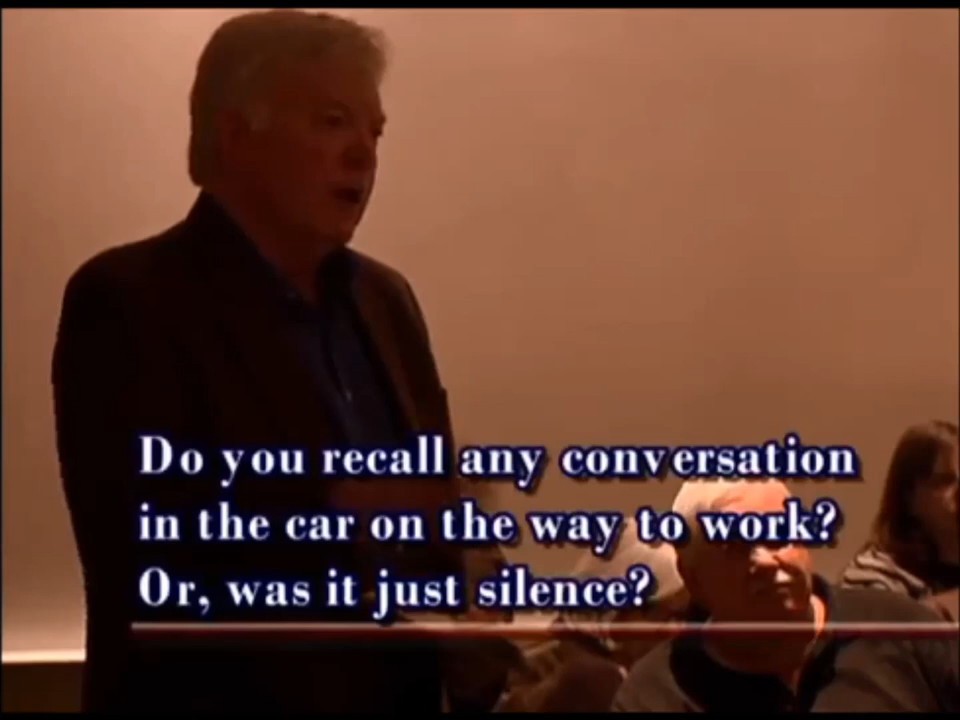 Do you recall any conversation
in the car on the way to work?
Or, was it just silence?